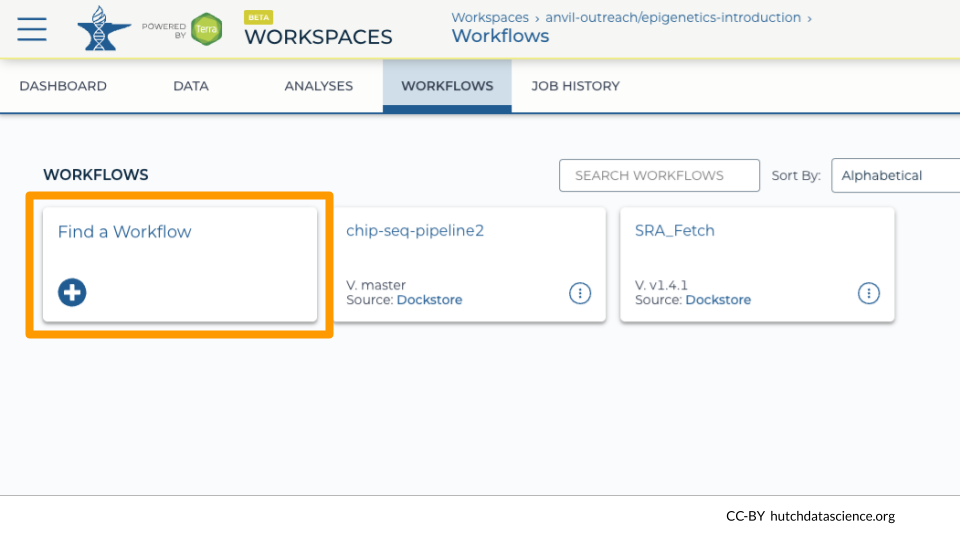 POWERED
BY
Terra
BETA
WORKSPACES
Workspaces › anvil-outreach/epigenetics-introduction ›
Workflows
DASHBOARD DATA ANALYSES WORKFLOWS JOB HISTORY
WORKFLOWS
SEARCH WORKFLOWS
Sort By:
Alphabetical
Find a Workflow
chip-seq-pipeline2
V. master
Source: Dockstore
SRA_Fetch
V. v1.4.1
Source: Dockstore
CC-BY hutchdatascience.org